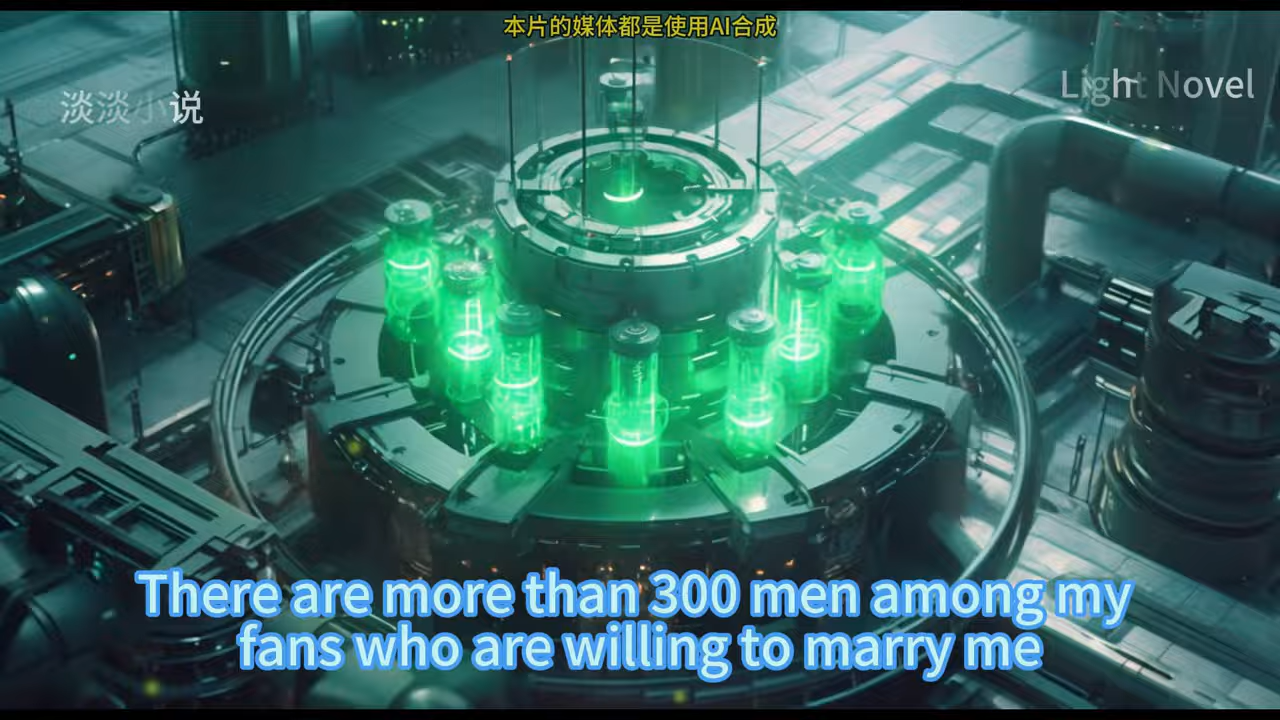 本片的媒体都是使用AI合成
淡淡小说
Light Novel
There are more than 300 men among my
fans who are willing to marry me